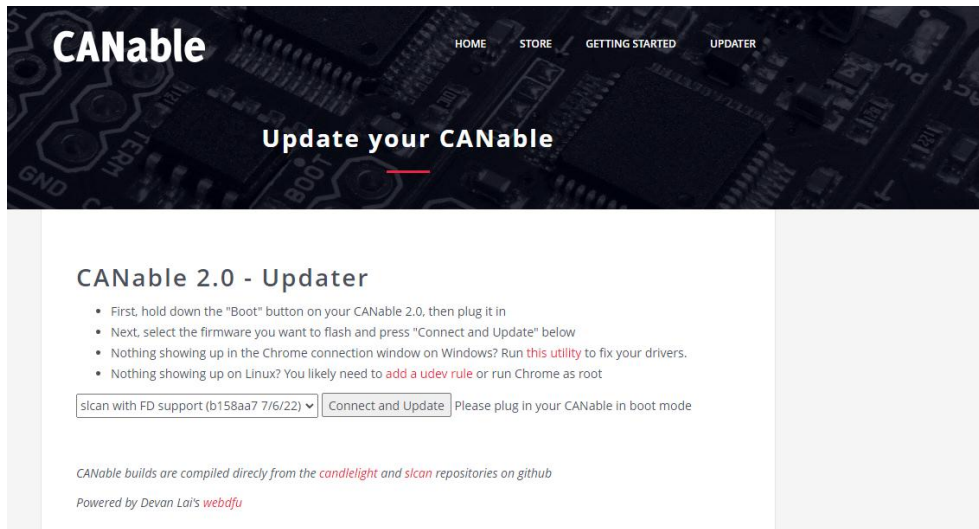 CANable
HOME STORE GETTING STARTED UPDATER
Update your CANable
TERM
BOOT
GND
CANable 2.0 - Updater
First, hold down the "Boot" button on your CANable 2.0, then plug it in
Next, select the firmware you want to flash and press "Connect and Update" below
Nothing showing up in the Chrome connection window on Windows? Run this utility to fix your drivers.
Nothing showing up on Linux? You likely need to add a udev rule or run Chrome as root
slcan with FD support (b158aa7 7/6/22) Connect and Update Please plug in your CANable in boot mode
CANable builds are compiled direcly from the candlelight and slcan repositories on github
Powered by Devan Lai's webdfu